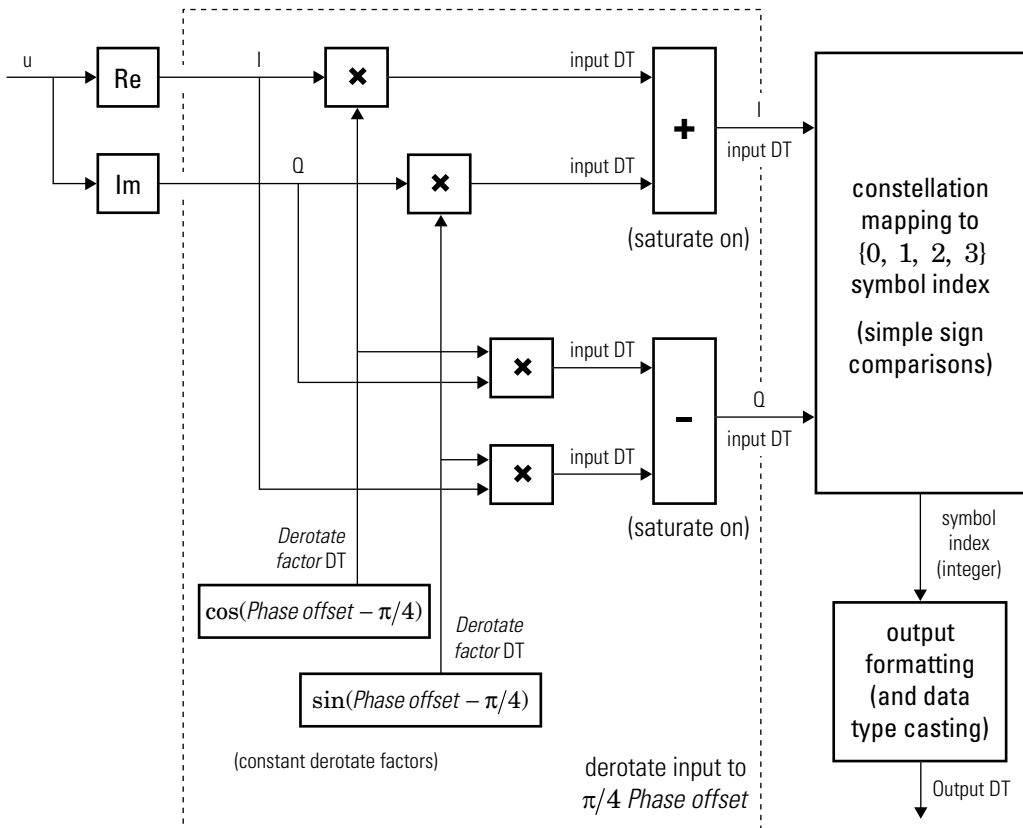 u
Re
I
×
input DT
+
I
input DT
Im
Q
×
input DT
(saturate on)
constellation
mapping to
{0, 1, 2, 3}
symbol index
(simple sign
comparisons)
×
input DT
-
Q
input DT
×
input DT
(saturate on)
Derotate
factor DT
cos(Phase offset – π/4)
Derotate
factor DT
sin(Phase offset – π/4)
(constant derotate factors)
derotate input to
π/4 Phase offset
symbol
index
(integer)
output
formatting
(and data
type casting)
Output DT